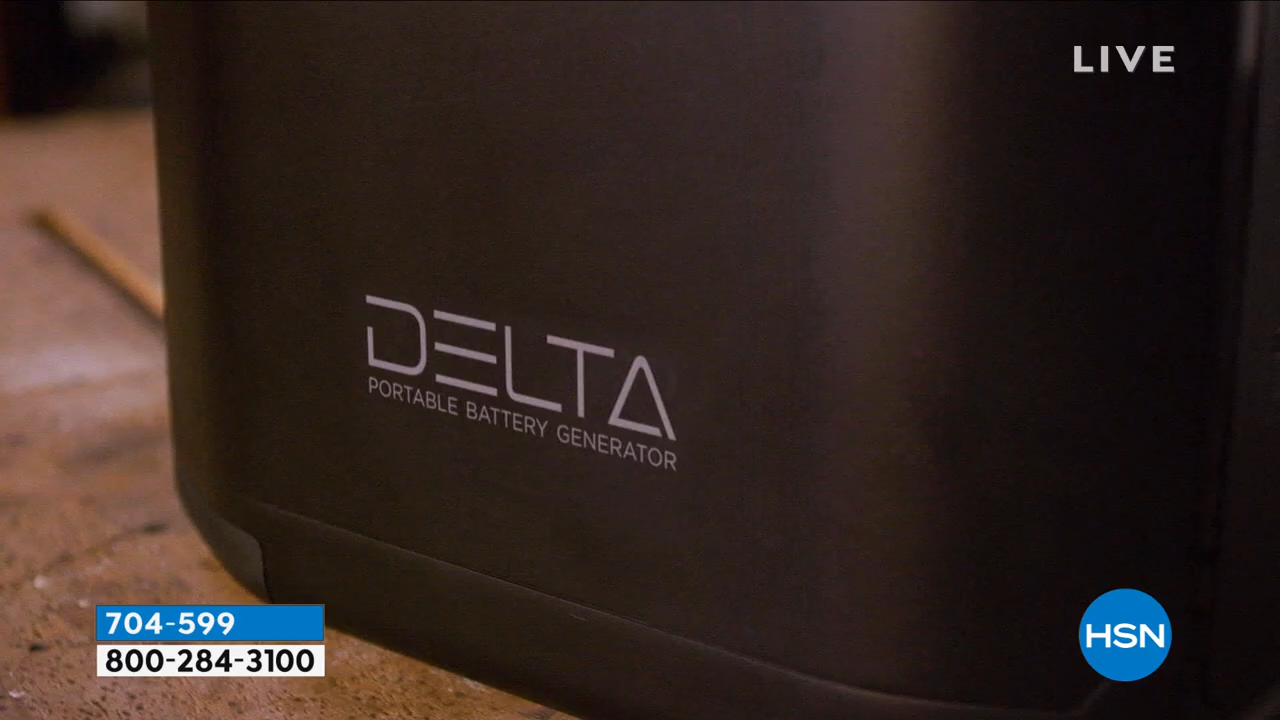 LIVE
DELTA
PORTABLE BATTERY GENERATOR
704-599
800-284-3100
HSN